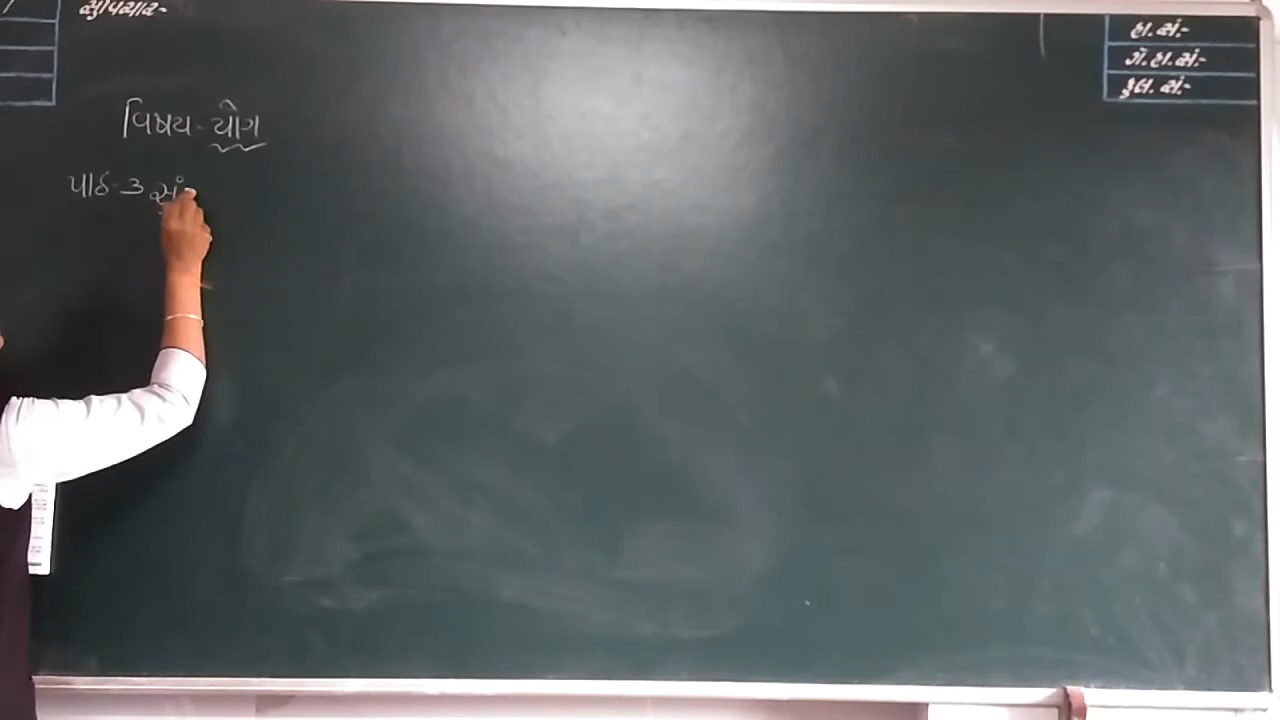 સુવિચાર-
હા.સં.-
ગે.હા.સં.-
કુલ. સં.-
વિષય - યોગ
પાઠ-૩ સં